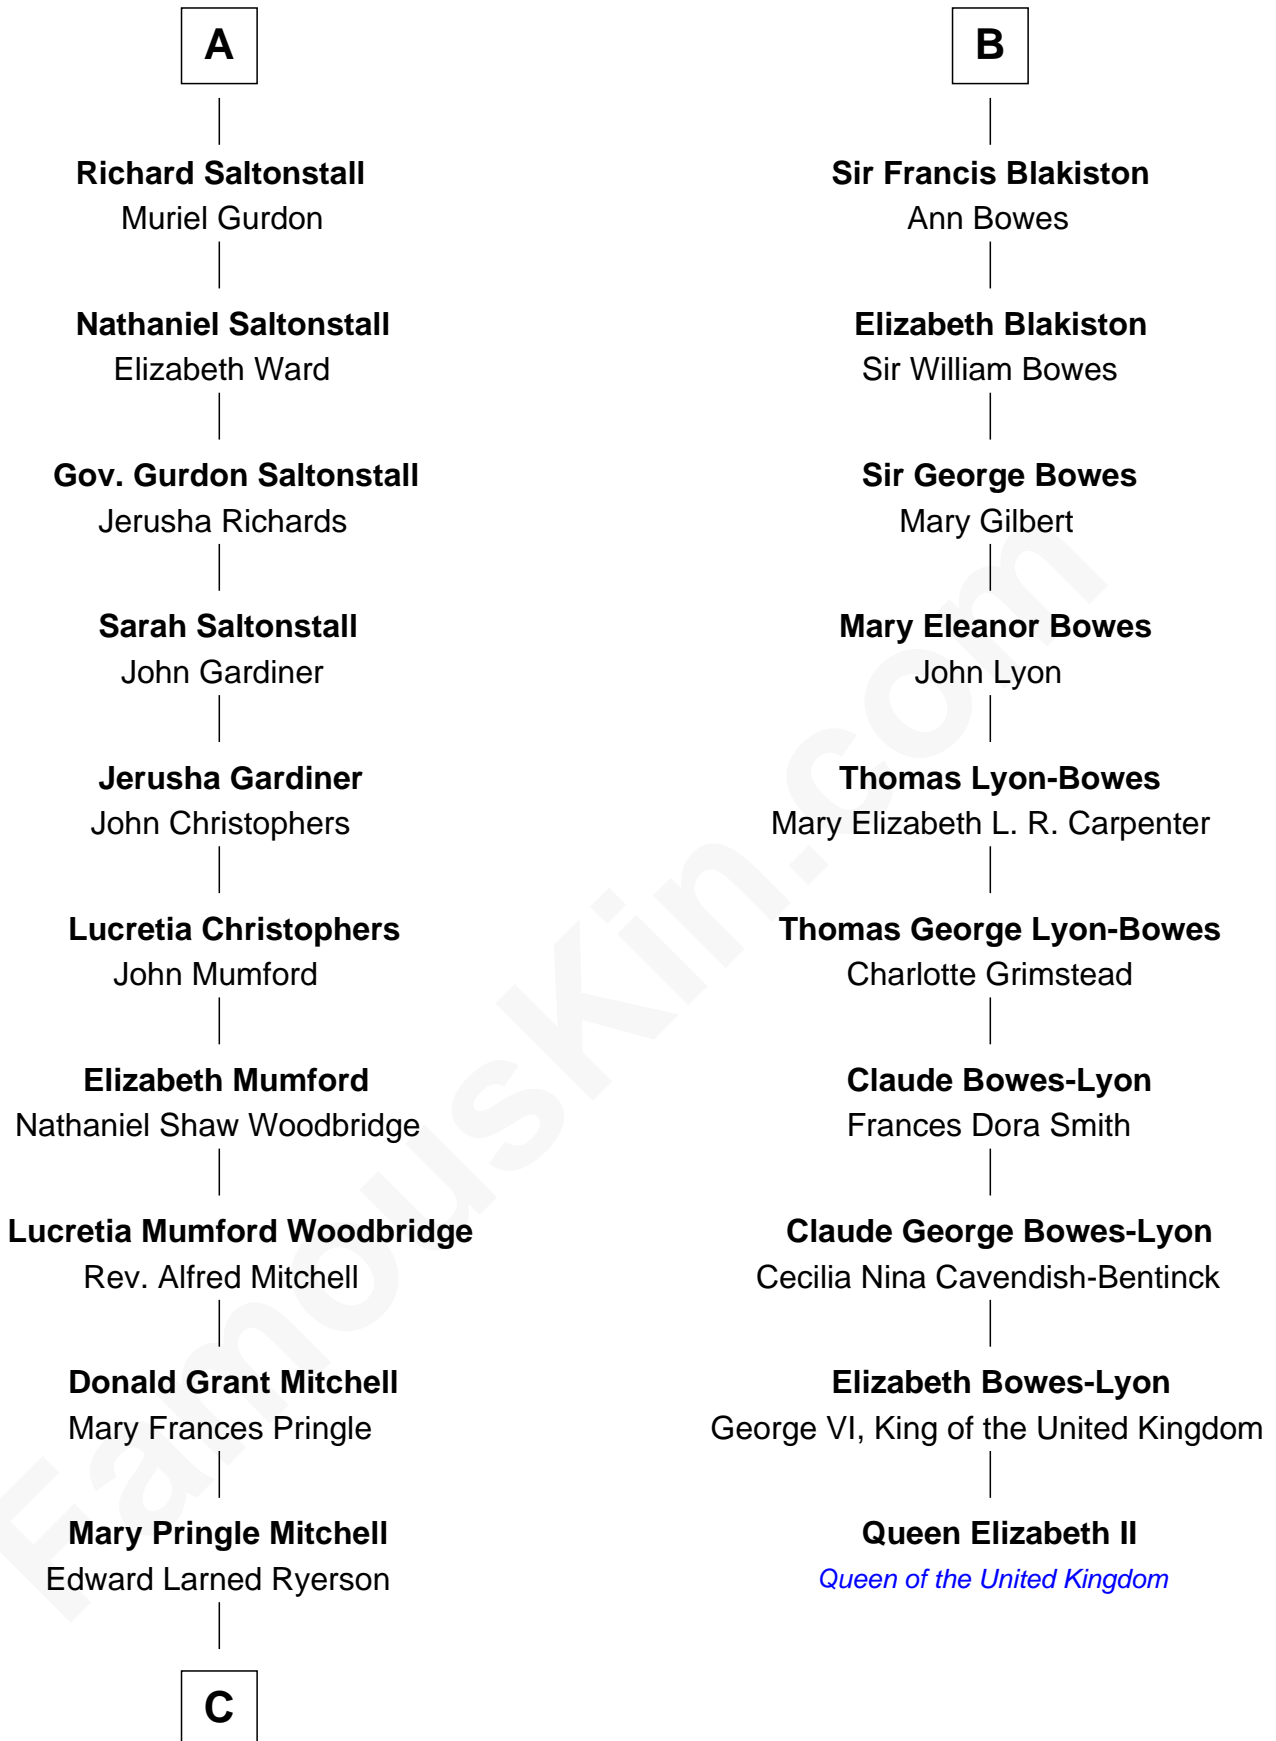 A
Richard Saltonstall
Muriel Gurdon
Nathaniel Saltonstall
Elizabeth Ward
Gov. Gurdon Saltonstall
Jerusha Richards
Sarah Saltonstall
John Gardiner
Jerusha Gardiner
John Christophers
Lucretia Christophers
John Mumford
Elizabeth Mumford
Nathaniel Shaw Woodbridge
Lucretia Mumford Woodbridge
Rev. Alfred Mitchell
Donald Grant Mitchell
Mary Frances Pringle
Mary Pringle Mitchell
Edward Larned Ryerson
C
B
Sir Francis Blakiston
Ann Bowes
Elizabeth Blakiston
Sir William Bowes
Sir George Bowes
Mary Gilbert
Mary Eleanor Bowes
John Lyon
Thomas Lyon-Bowes
Mary Elizabeth L. R. Carpenter
Thomas George Lyon-Bowes
Charlotte Grimstead
Claude Bowes-Lyon
Frances Dora Smith
Claude George Bowes-Lyon
Cecilia Nina Cavendish-Bentinck
Elizabeth Bowes-Lyon
George VI, King of the United Kingdom
Queen Elizabeth II
Queen of the United Kingdom
FamousKin.com